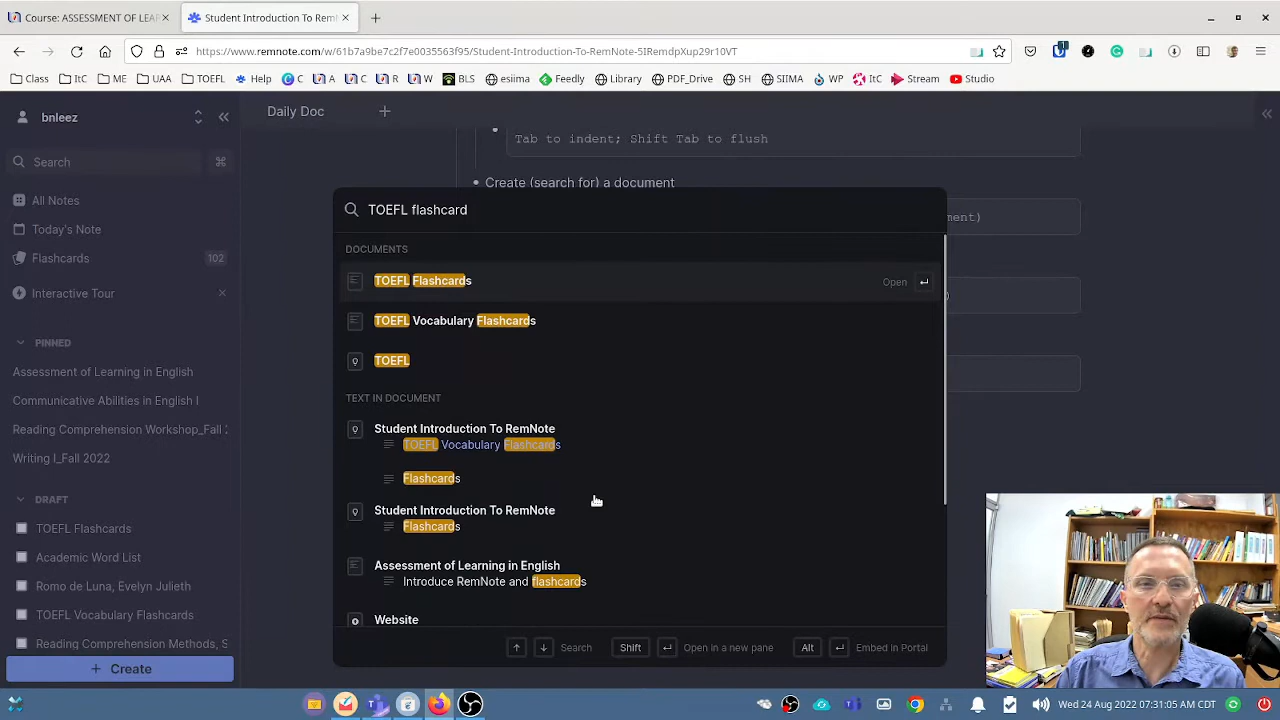 Course: ASSESSMENT OF LEAR
Student Introduction To RemN
https://www.remnote.com/w/61b7a9be7c2f7e0035563f95/Student-Introduction-To-RemNote-5IRemdpXup29r10VT
Class
ItC
ME
UAA
TOEFL
Help
C
A
C
R
W
BLS
esiima
Feedly
Library
PDF_Drive
SH
SIIMA
WP
ItC
Stream
Studio
bnleez
Daily Doc
Search
All Notes
Today's Note
Flashcards 102
Interactive Tour
PINNED
Assessment of Learning in English
Communicative Abilities in English I
Reading Comprehension Workshop_Fall 2
Writing I_Fall 2022
DRAFT
TOEFL Flashcards
Academic Word List
Romo de Luna, Evelyn Julieth
TOEFL Vocabulary Flashcards
Reading Comprehension Methods, S
+ Create
Tab to indent; Shift Tab to flush
Create (search for) a document
ment)
)
TOEFL flashcard
DOCUMENTS
TOEFL Flashcards Open
TOEFL Vocabulary Flashcards
TOEFL
TEXT IN DOCUMENT
Student Introduction To RemNote
TOEFL Vocabulary Flashcards
Flashcards
Student Introduction To RemNote
Flashcards
Assessment of Learning in English
Introduce RemNote and flashcards
Website
Search Shift Open in a new pane Alt Embed in Portal
Wed 24 Aug 2022 07:31:05 AM CDT